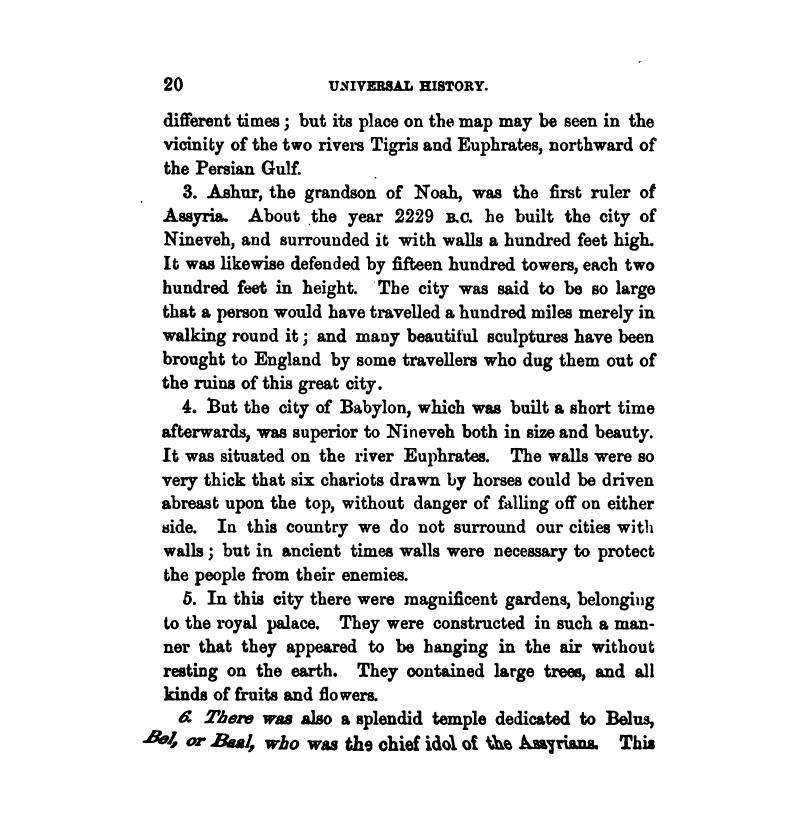 20 UNIVERSAL HISTORY.
different times; but its place on the map may be seen in the
vicinity of the two rivers Tigris and Euphrates, northward of
the Persian Gulf.
3. Ashur, the grandson of Noah, was the first ruler of
Assyria. About the year 2229 B.C. he built the city of
Nineveh, and surrounded it with walls a hundred feet high.
It was likewise defended by fifteen hundred towers, each two
hundred feet in height. The city was said to be so large
that a person would have travelled a hundred miles merely in
walking round it; and many beautiful sculptures have been
brought to England by some travellers who dug them out of
the ruins of this great city.
4. But the city of Babylon, which was built a short time
afterwards, was superior to Nineveh both in size and beauty.
It was situated on the river Euphrates. The walls were so
very thick that six chariots drawn by horses could be driven
abreast upon the top, without danger of falling off on either
side. In this country we do not surround our cities with
walls; but in ancient times walls were necessary to protect
the people from their enemies.
5. In this city there were magnificent gardens, belonging
to the royal palace. They were constructed in such a man-
ner that they appeared to be hanging in the air without
resting on the earth. They contained large trees, and all
kinds of fruits and flowers.
6. There was also a splendid temple dedicated to Belus,
Bel, or Baal, who was the chief idol of the Assyrians. This